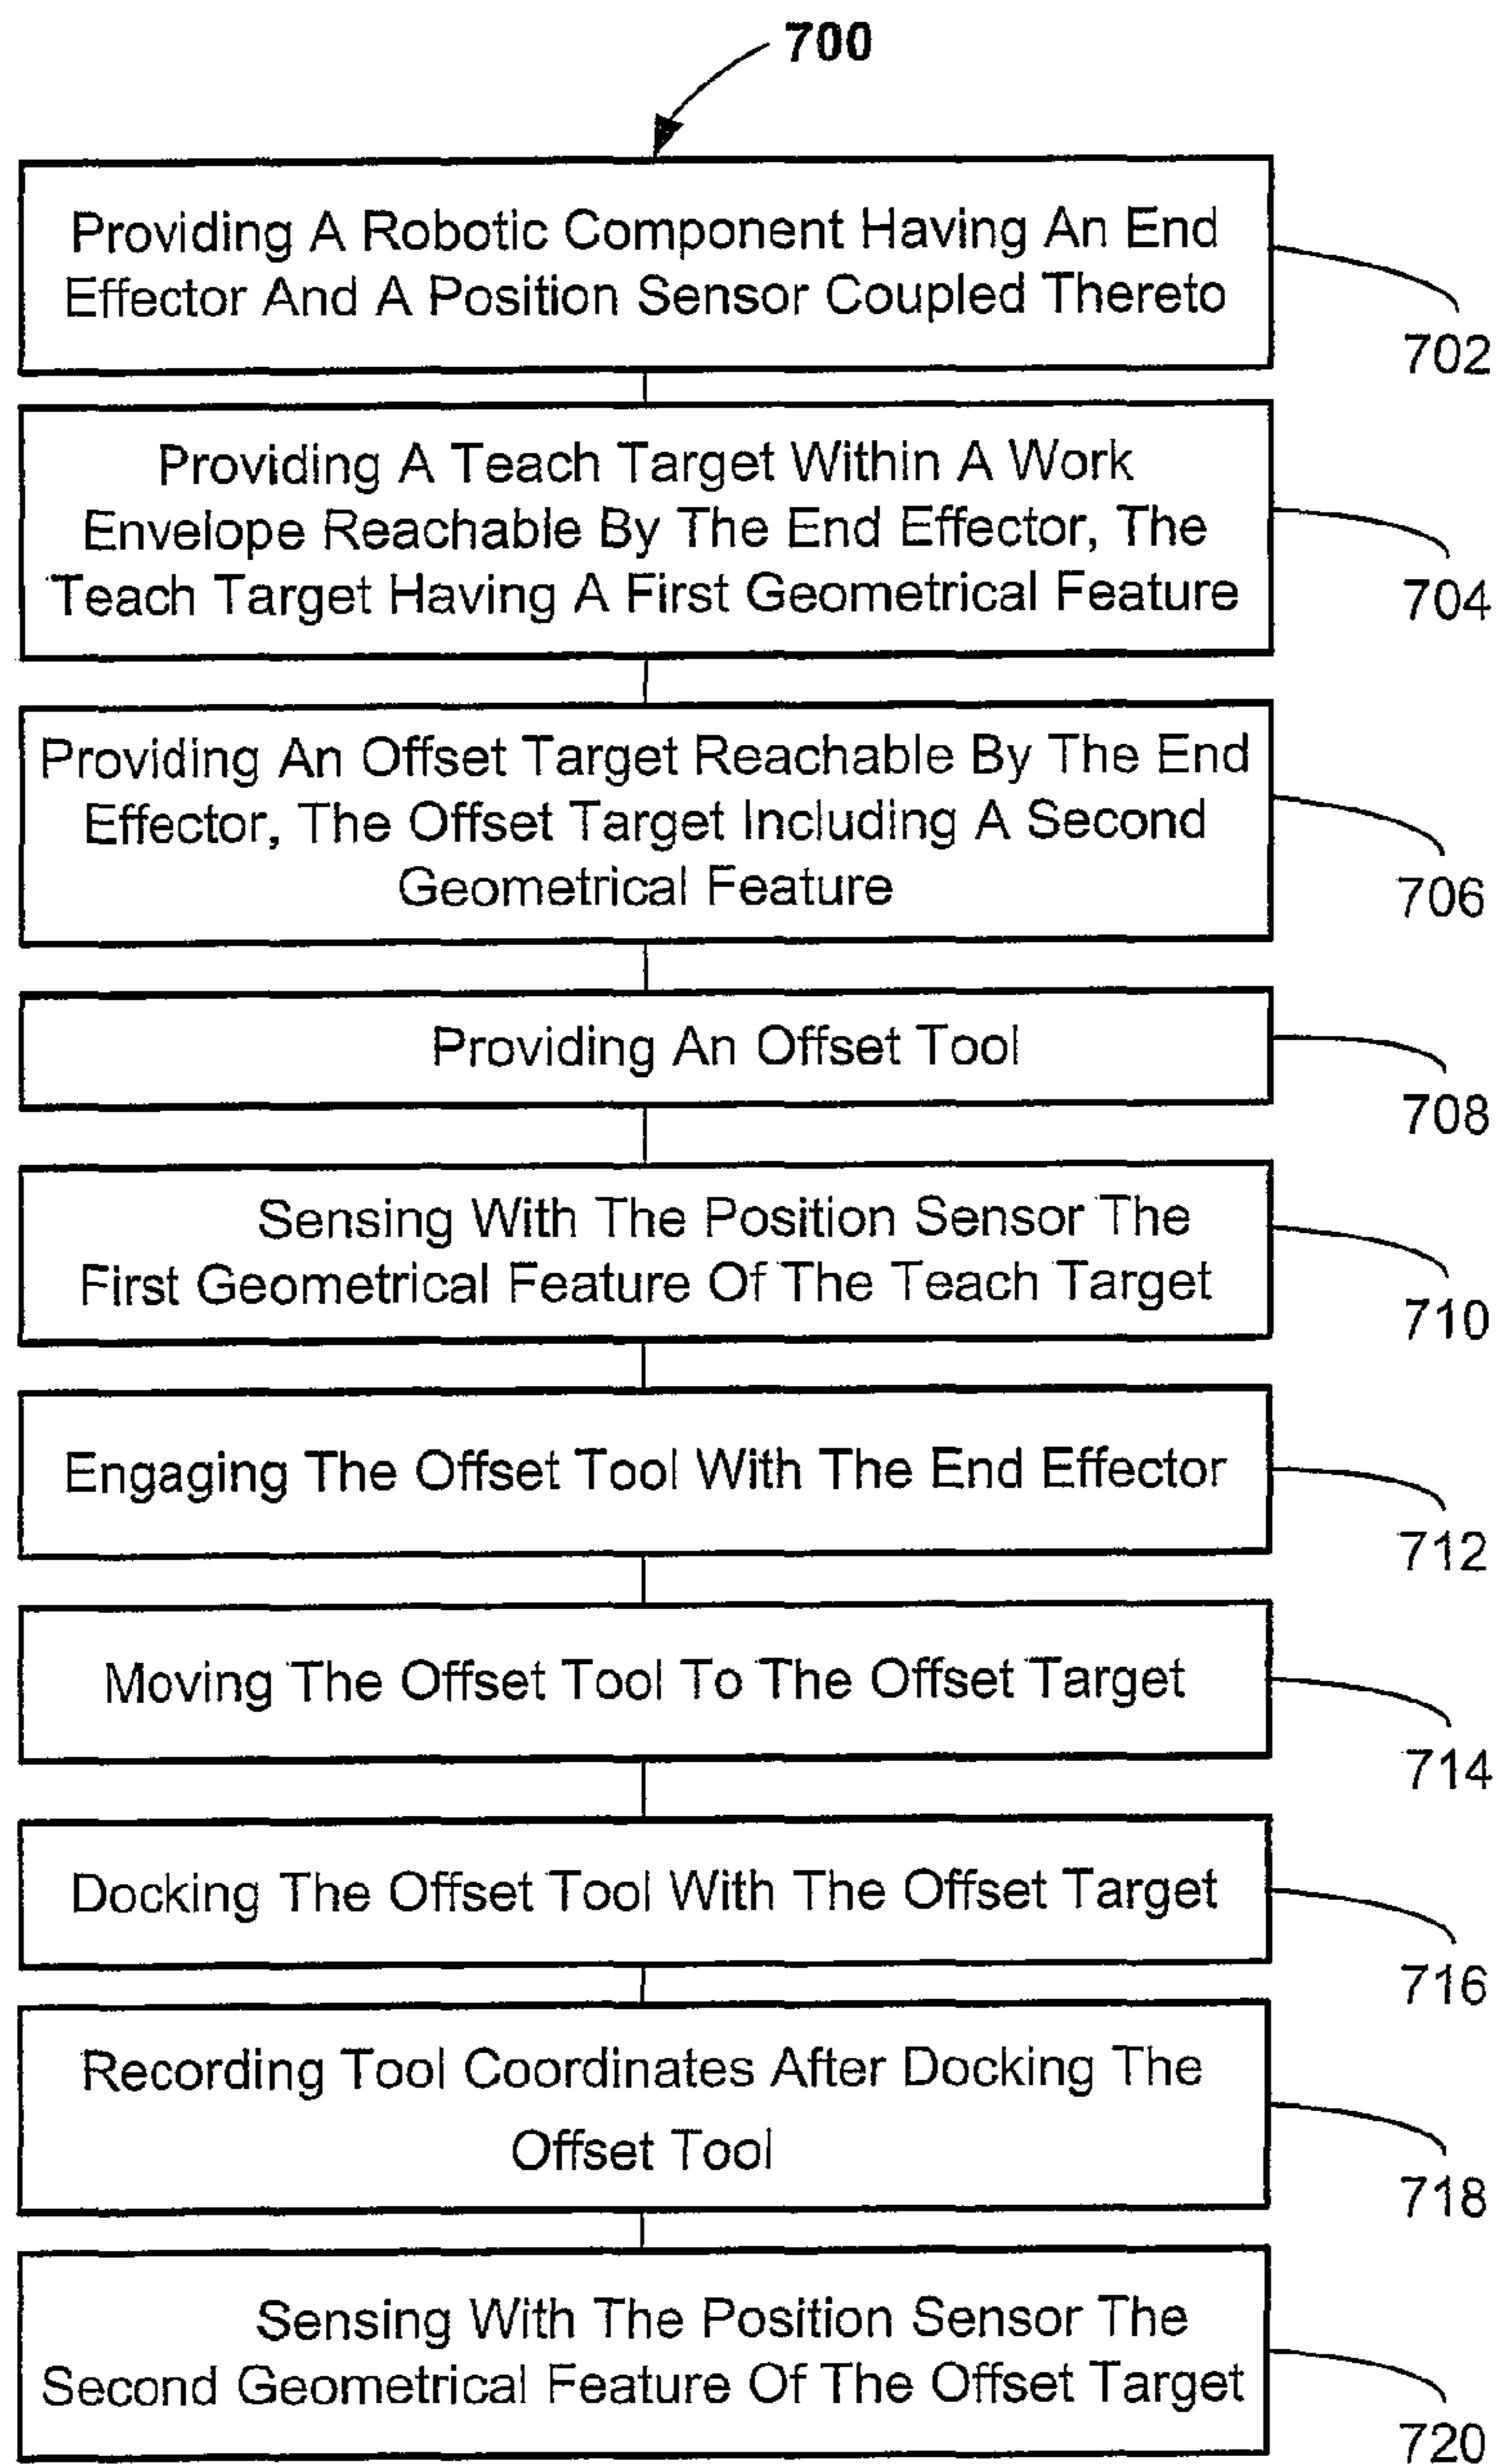 700
Providing A Robotic Component Having An End
Effector And A Position Sensor Coupled Thereto
702
Providing A Teach Target Within A Work
Envelope Reachable By The End Effector, The
Teach Target Having A First Geometrical Feature
704
Providing An Offset Target Reachable By The End
Effector, The Offset Target Including A Second
Geometrical Feature
706
Providing An Offset Tool
708
Sensing With The Position Sensor The
First Geometrical Feature Of The Teach Target
710
Engaging The Offset Tool With The End Effector
712
Moving The Offset Tool To The Offset Target
714
Docking The Offset Tool With The Offset Target
716
Recording Tool Coordinates After Docking The
Offset Tool
718
Sensing With The Position Sensor The
Second Geometrical Feature Of The Offset Target
720